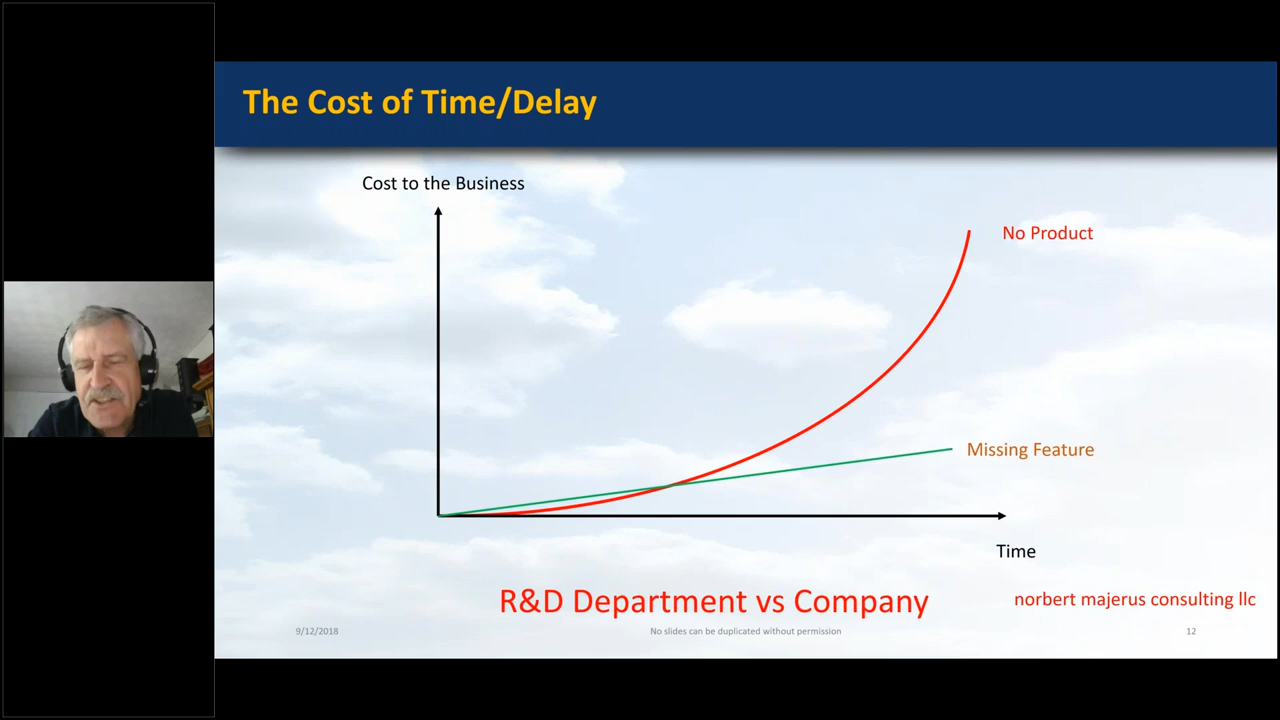 The Cost of Time/Delay
Cost to the Business
No Product
Missing Feature
Time
R&D Department vs Company
norbert majerus consulting llc
9/12/2018
No slides can be duplicated without permission
12